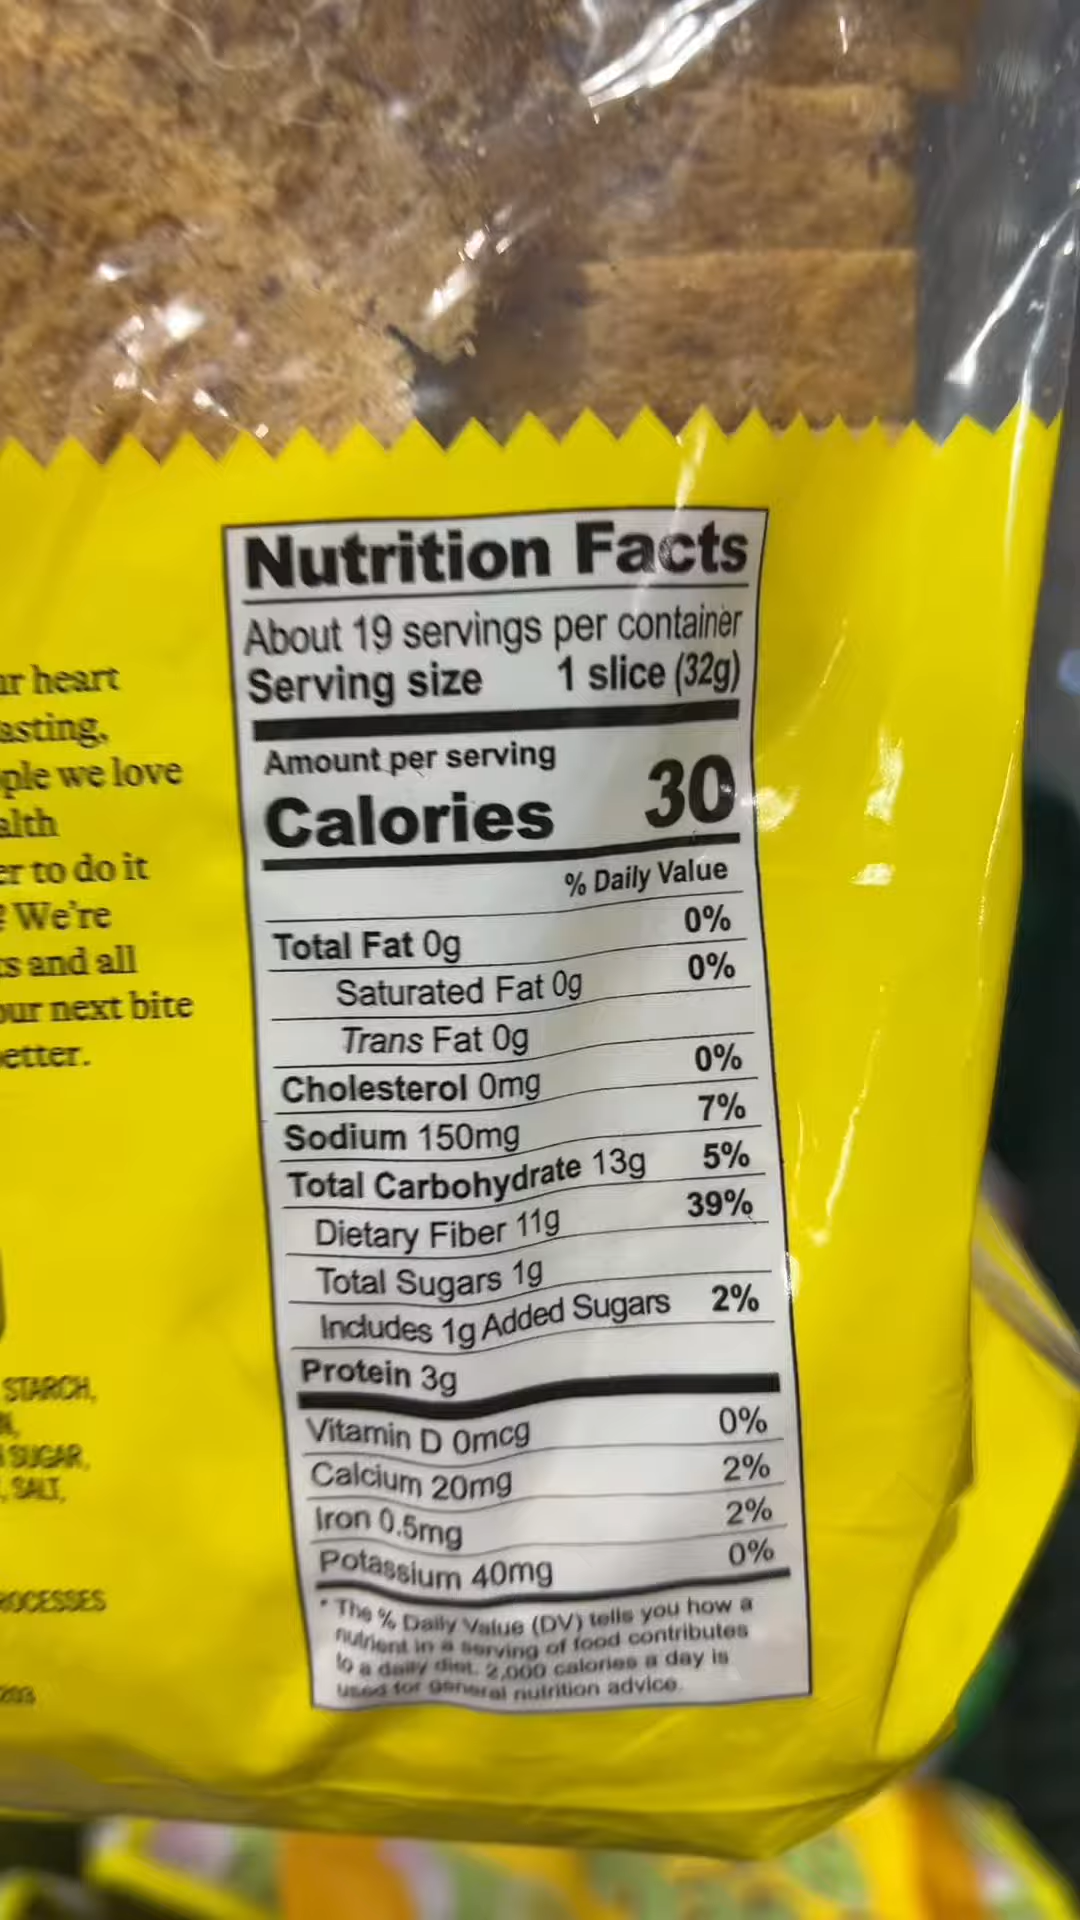 Nutrition Facts
About 19 servings per container
Serving size 1 slice (32g)
Amount per serving
Calories 30
% Daily Value
Total Fat 0g 0%
Saturated Fat 0g 0%
Trans Fat 0g
Cholesterol 0mg 0%
Sodium 150mg 7%
Total Carbohydrate 13g 5%
Dietary Fiber 11g 39%
Total Sugars 1g
Includes 1g Added Sugars 2%
Protein 3g
Vitamin D 0mcg 0%
Calcium 20mg 2%
Iron 0.5mg 2%
Potassium 40mg 0%
* The % Daily Value (DV) tells you how a
nutrient in a serving of food contributes
to a daily diet. 2,000 calories a day is
used for general nutrition advice.
heart
asting,
ple we love
alth
er to do it
? We're
s and all
our next bite
etter.
STARCH,
SUGAR,
, SALT,
ROCESSES